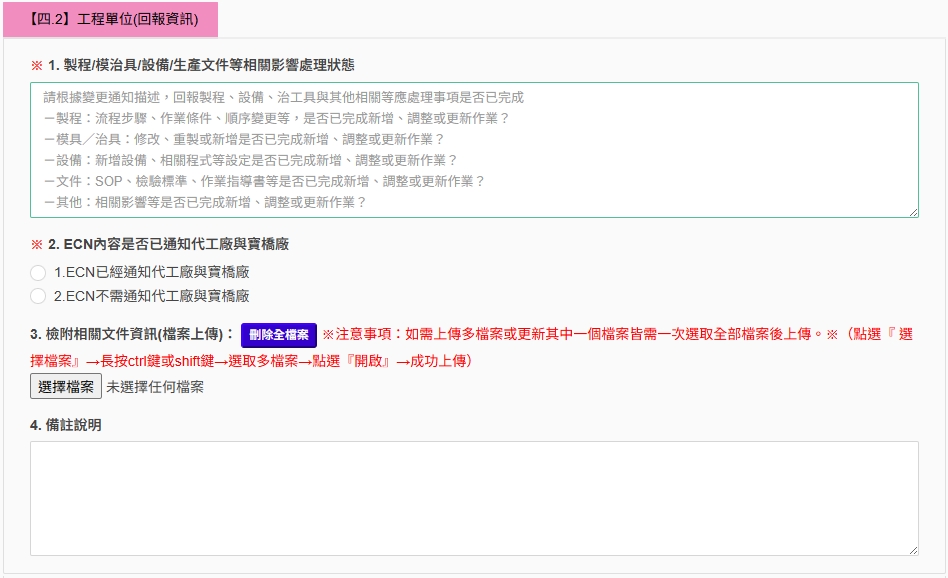 【四.2】工程單位(回報資訊)
※ 1. 製程/模治具/設備/生產文件等相關影響處理狀態
請根據變更通知描述，回報製程、設備、治工具與其他相關等應處理事項是否已完成
－製程：流程步驟、作業條件、順序變更等，是否已完成新增、調整或更新作業？
－模具／治具：修改、重製或新增是否已完成新增、調整或更新作業？
－設備：新增設備、相關程式等設定是否已完成新增、調整或更新作業？
－文件：SOP、檢驗標準、作業指導書等是否已完成新增、調整或更新作業？
－其他：相關影響等是否已完成新增、調整或更新作業？
※ 2. ECN內容是否已通知代工廠與寶橋廠
1.ECN已經通知代工廠與寶橋廠
2.ECN不需通知代工廠與寶橋廠
3. 檢附相關文件資訊(檔案上傳)： 刪除全檔案 ※注意事項：如需上傳多檔案或更新其中一個檔案皆需一次選取全部檔案後上傳。※（點選『 選
擇檔案』→長按ctrl鍵或shift鍵→選取多檔案→點選『開啟』→成功上傳）
選擇檔案 未選擇任何檔案
4. 備註說明